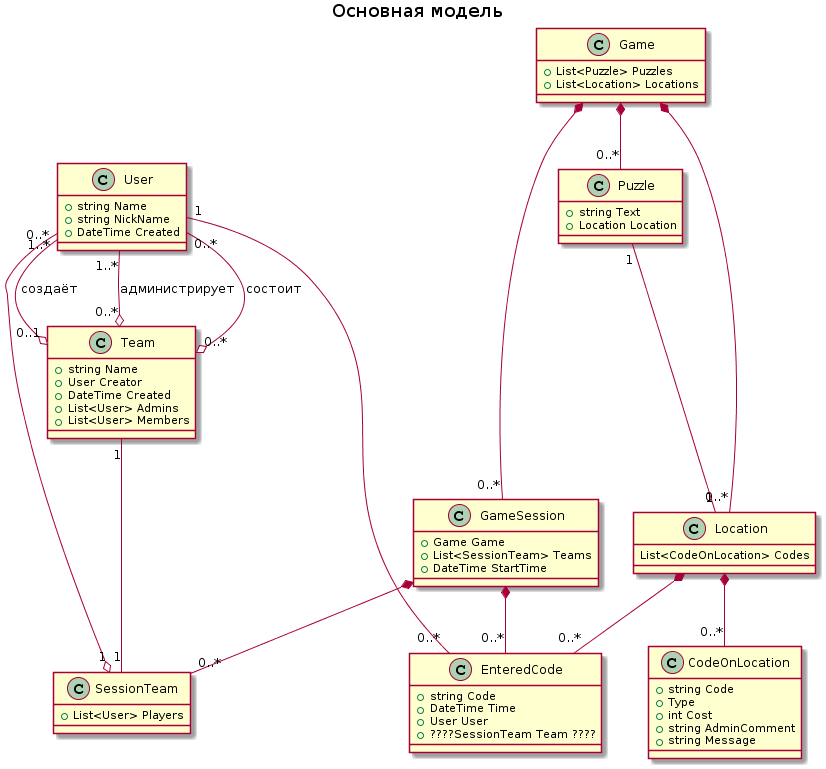 Основная модель
C Game
List<Puzzle> Puzzles
List<Location> Locations
0..*
C Puzzle
string Text
Location Location
1
C User
string Name
string NickName
DateTime Created
1
0..*
1..*
1..*
0..*
создаёт
администрирует
состоит
0..1
0..*
0..*
C Team
string Name
User Creator
DateTime Created
List<User> Admins
List<User> Members
1
0..*
0..*
C GameSession
Game Game
List<SessionTeam> Teams
DateTime StartTime
C Location
List<CodeOnLocation> Codes
0..*
0..*
0..*
0..*
1
1
0..*
C SessionTeam
List<User> Players
C EnteredCode
string Code
DateTime Time
User User
????SessionTeam Team ????
C CodeOnLocation
string Code
Type
int Cost
string AdminComment
string Message